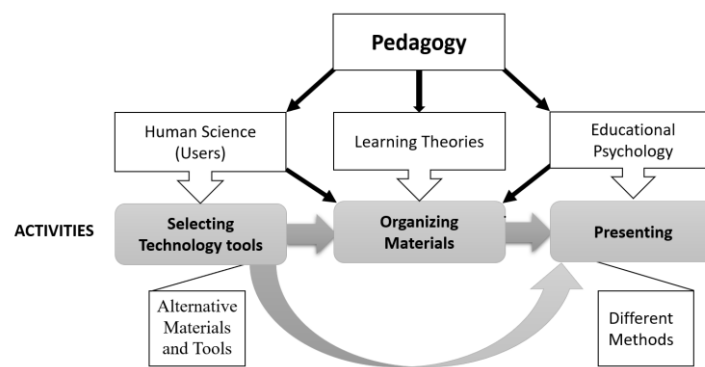 Pedagogy
Human Science
(Users)
Learning Theories
Educational
Psychology
ACTIVITIES
Selecting
Technology tools
Organizing
Materials
Presenting
Alternative
Materials
and Tools
Different
Methods